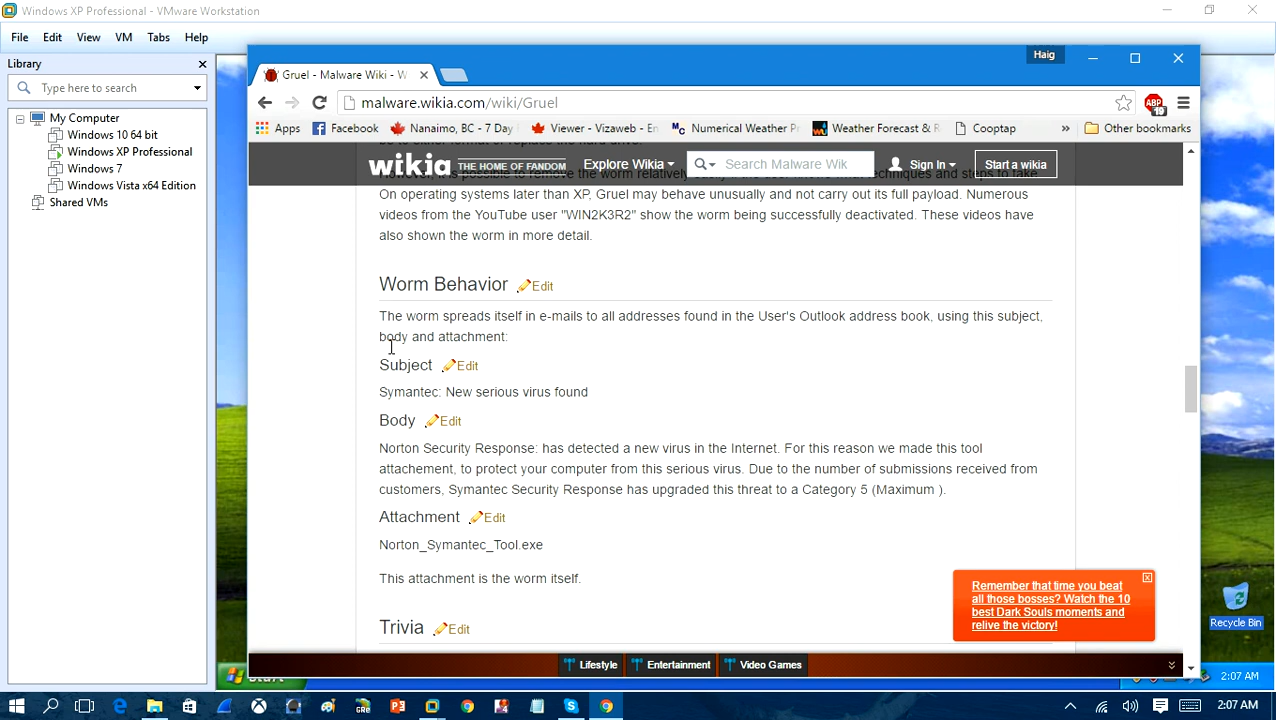 Windows XP Professional - VMware Workstation
File Edit View VM Tabs Help
Library
Type here to search
My Computer
Windows 10 64 bit
Windows XP Professional
Windows 7
Windows Vista x64 Edition
Shared VMs
Haig
Gruel - Malware Wiki - W
malware.wikia.com/wiki/Gruel
ABP
19
Apps Facebook Nanaimo, BC - 7 Day Viewer - Vizaweb - En Numerical Weather Pr Weather Forecast & R Cooptap » Other bookmarks
wikia THE HOME OF FANDOM Explore Wikia Search Malware Wik Sign In Start a wikia
On operating systems later than XP, Gruel may behave unusually and not carry out its full payload. Numerous
videos from the YouTube user "WIN2K3R2" show the worm being successfully deactivated. These videos have
also shown the worm in more detail.
Worm Behavior Edit
The worm spreads itself in e-mails to all addresses found in the User's Outlook address book, using this subject,
body and attachment:
Subject Edit
Symantec: New serious virus found
Body Edit
Norton Security Response: has detected a new virus in the Internet. For this reason we made this tool
attachement, to protect your computer from this serious virus. Due to the number of submissions received from
customers, Symantec Security Response has upgraded this threat to a Category 5 (Maximum ).
Attachment Edit
Norton_Symantec_Tool.exe
This attachment is the worm itself.
Trivia Edit
Remember that time you beat
all those bosses? Watch the 10
best Dark Souls moments and
relive the victory!
Recycle Bin
Lifestyle Entertainment Video Games
2:07 AM
2:07 AM